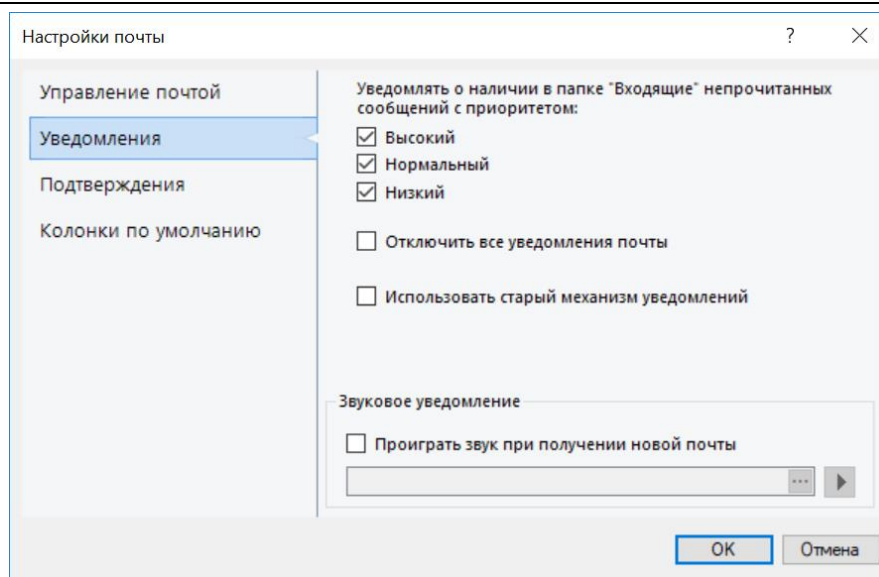 Настройки почты
?
Управление почтой
Уведомления
Подтверждения
Колонки по умолчанию
Уведомлять о наличии в папке "Входящие" непрочитанных
сообщений с приоритетом:
Высокий
Нормальный
Низкий
Отключить все уведомления почты
Использовать старый механизм уведомлений
Звуковое уведомление
Проиграть звук при получении новой почты
...
OK
Отмена